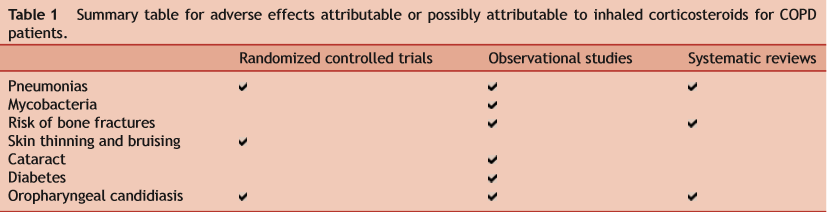 Table 1 Summary table for adverse effects attributable or possibly attributable to inhaled corticosteroids for COPD
patients.
Randomized controlled trials Observational studies Systematic reviews
Pneumonias ✔ ✔ ✔
Mycobacteria ✔
Risk of bone fractures ✔ ✔
Skin thinning and bruising ✔
Cataract ✔
Diabetes ✔
Oropharyngeal candidiasis ✔ ✔ ✔